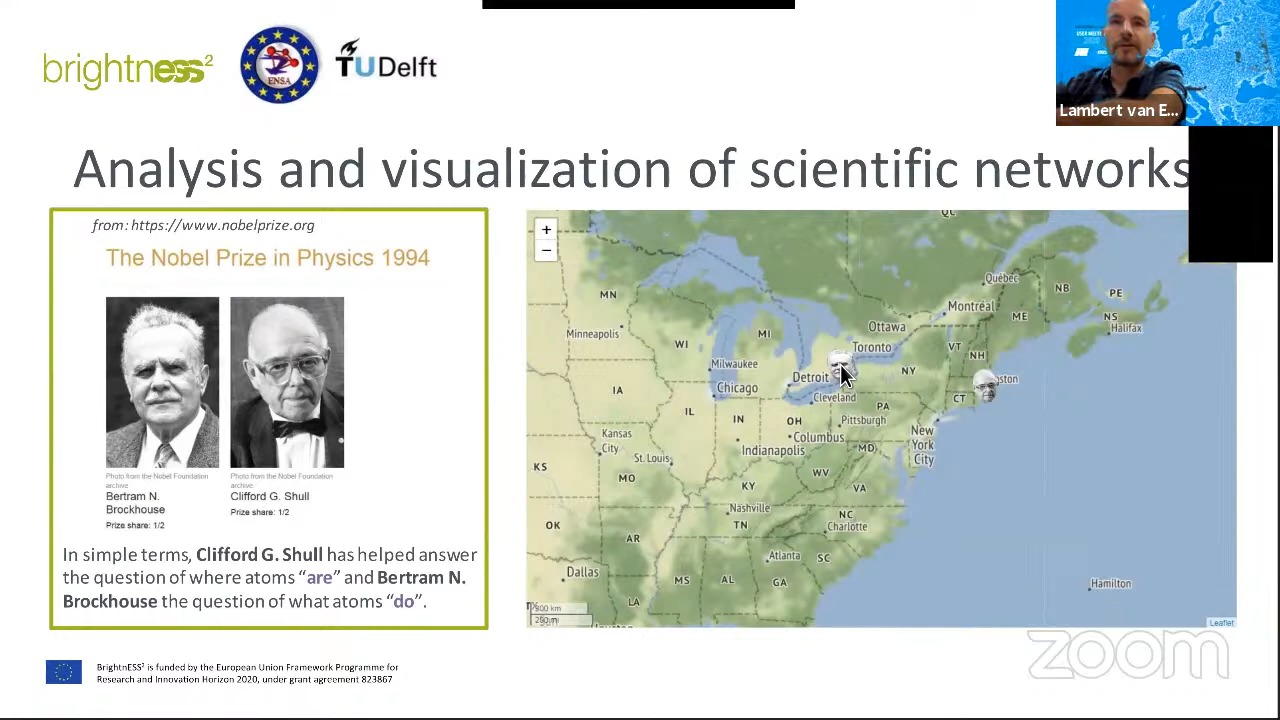 brightness²
ENSA
TU Delft
USER MEETING
Lambert van E...
Analysis and visualization of scientific networks
from: https://www.nobelprize.org
The Nobel Prize in Physics 1994
Photo from the Nobel Foundation
archive
Bertram N.
Brockhouse
Prize share: 1/2
Photo from the Nobel Foundation
archive
Clifford G. Shull
Prize share: 1/2
In simple terms, Clifford G. Shull has helped answer
the question of where atoms “are” and Bertram N.
Brockhouse the question of what atoms “do”.
+
−
QC
Québec
NB
PE
MN
Montréal
ME
NS
Halifax
Minneapolis
Ottawa
WI
MI
Toronto
VT
NH
Milwaukee
Detroit
NY
ston
Chicago
Cleveland
CT
IA
PA
IL
IN
OH
Pittsburgh
Columbus
New
York
City
Kansas
City
Indianapolis
MD
St. Louis
KS
MO
WV
KY
VA
Nashville
OK
TN
NC
Charlotte
AR
Atlanta
SC
Dallas
MS
AL
GA
Hamilton
LA
300 km
Leaflet
BrightnESS² is funded by the European Union Framework Programme for
Research and Innovation Horizon 2020, under grant agreement 823867
zoom